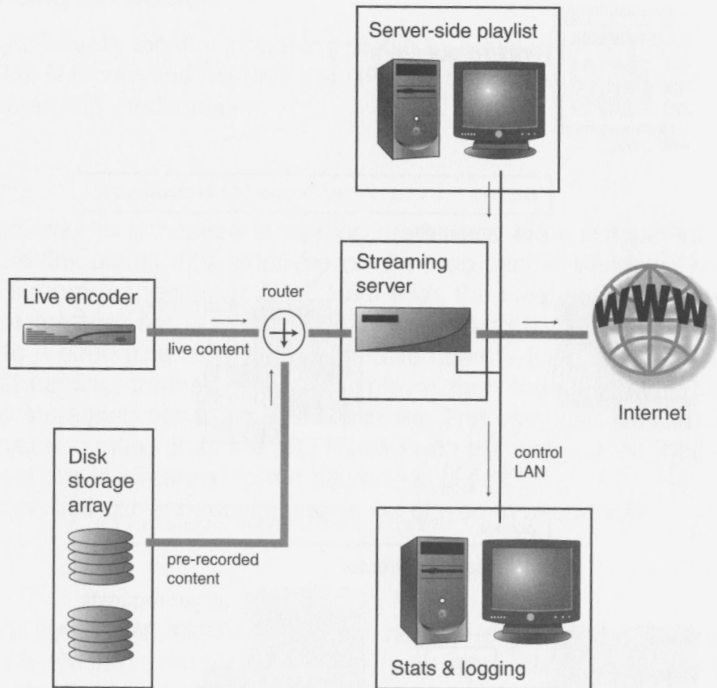 Server-side playlist
Streaming
server
Live encoder
router
live content
WWW
Internet
Disk
storage
array
control
LAN
pre-recorded
content
Stats & logging